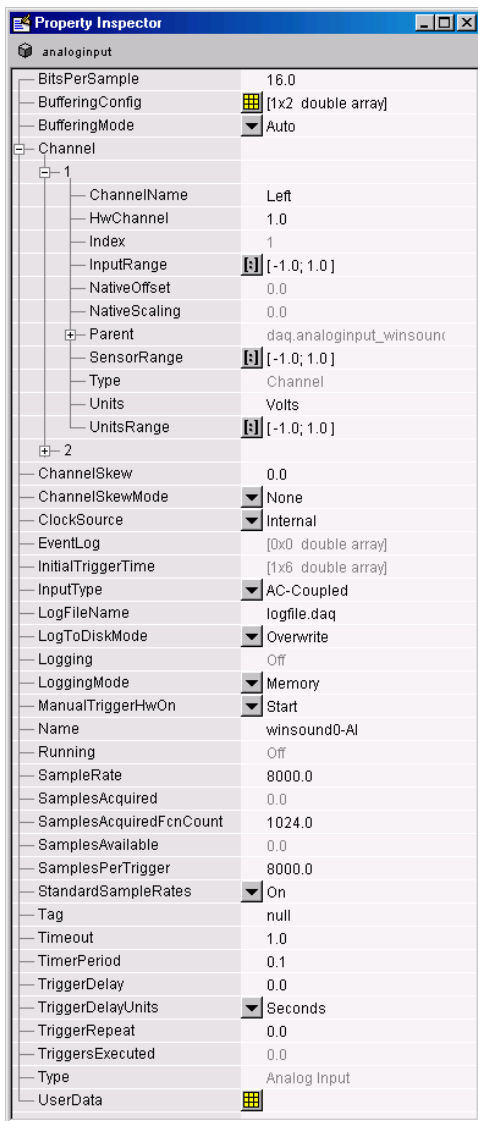 Property Inspector
analoginput
BitsPerSample 16.0
BufferingConfig [1x2 double array]
BufferingMode Auto
Channel
1
ChannelName Left
HwChannel 1.0
Index 1
InputRange [:] [ -1.0; 1.0 ]
NativeOffset 0.0
NativeScaling 0.0
Parent daq.analoginput_winsound
SensorRange [:] [ -1.0; 1.0 ]
Type Channel
Units Volts
UnitsRange [:] [ -1.0; 1.0 ]
2
ChannelSkew 0.0
ChannelSkewMode None
ClockSource Internal
EventLog [0x0 double array]
InitialTriggerTime [1x6 double array]
InputType AC-Coupled
LogFileName logfile.daq
LogToDiskMode Overwrite
Logging Off
LoggingMode Memory
ManualTriggerHwOn Start
Name winsound0-AI
Running Off
SampleRate 8000.0
SamplesAcquired 0.0
SamplesAcquiredFcnCount 1024.0
SamplesAvailable 0.0
SamplesPerTrigger 8000.0
StandardSampleRates On
Tag null
Timeout 1.0
TimerPeriod 0.1
TriggerDelay 0.0
TriggerDelayUnits Seconds
TriggerRepeat 0.0
TriggersExecuted 0.0
Type Analog Input
UserData